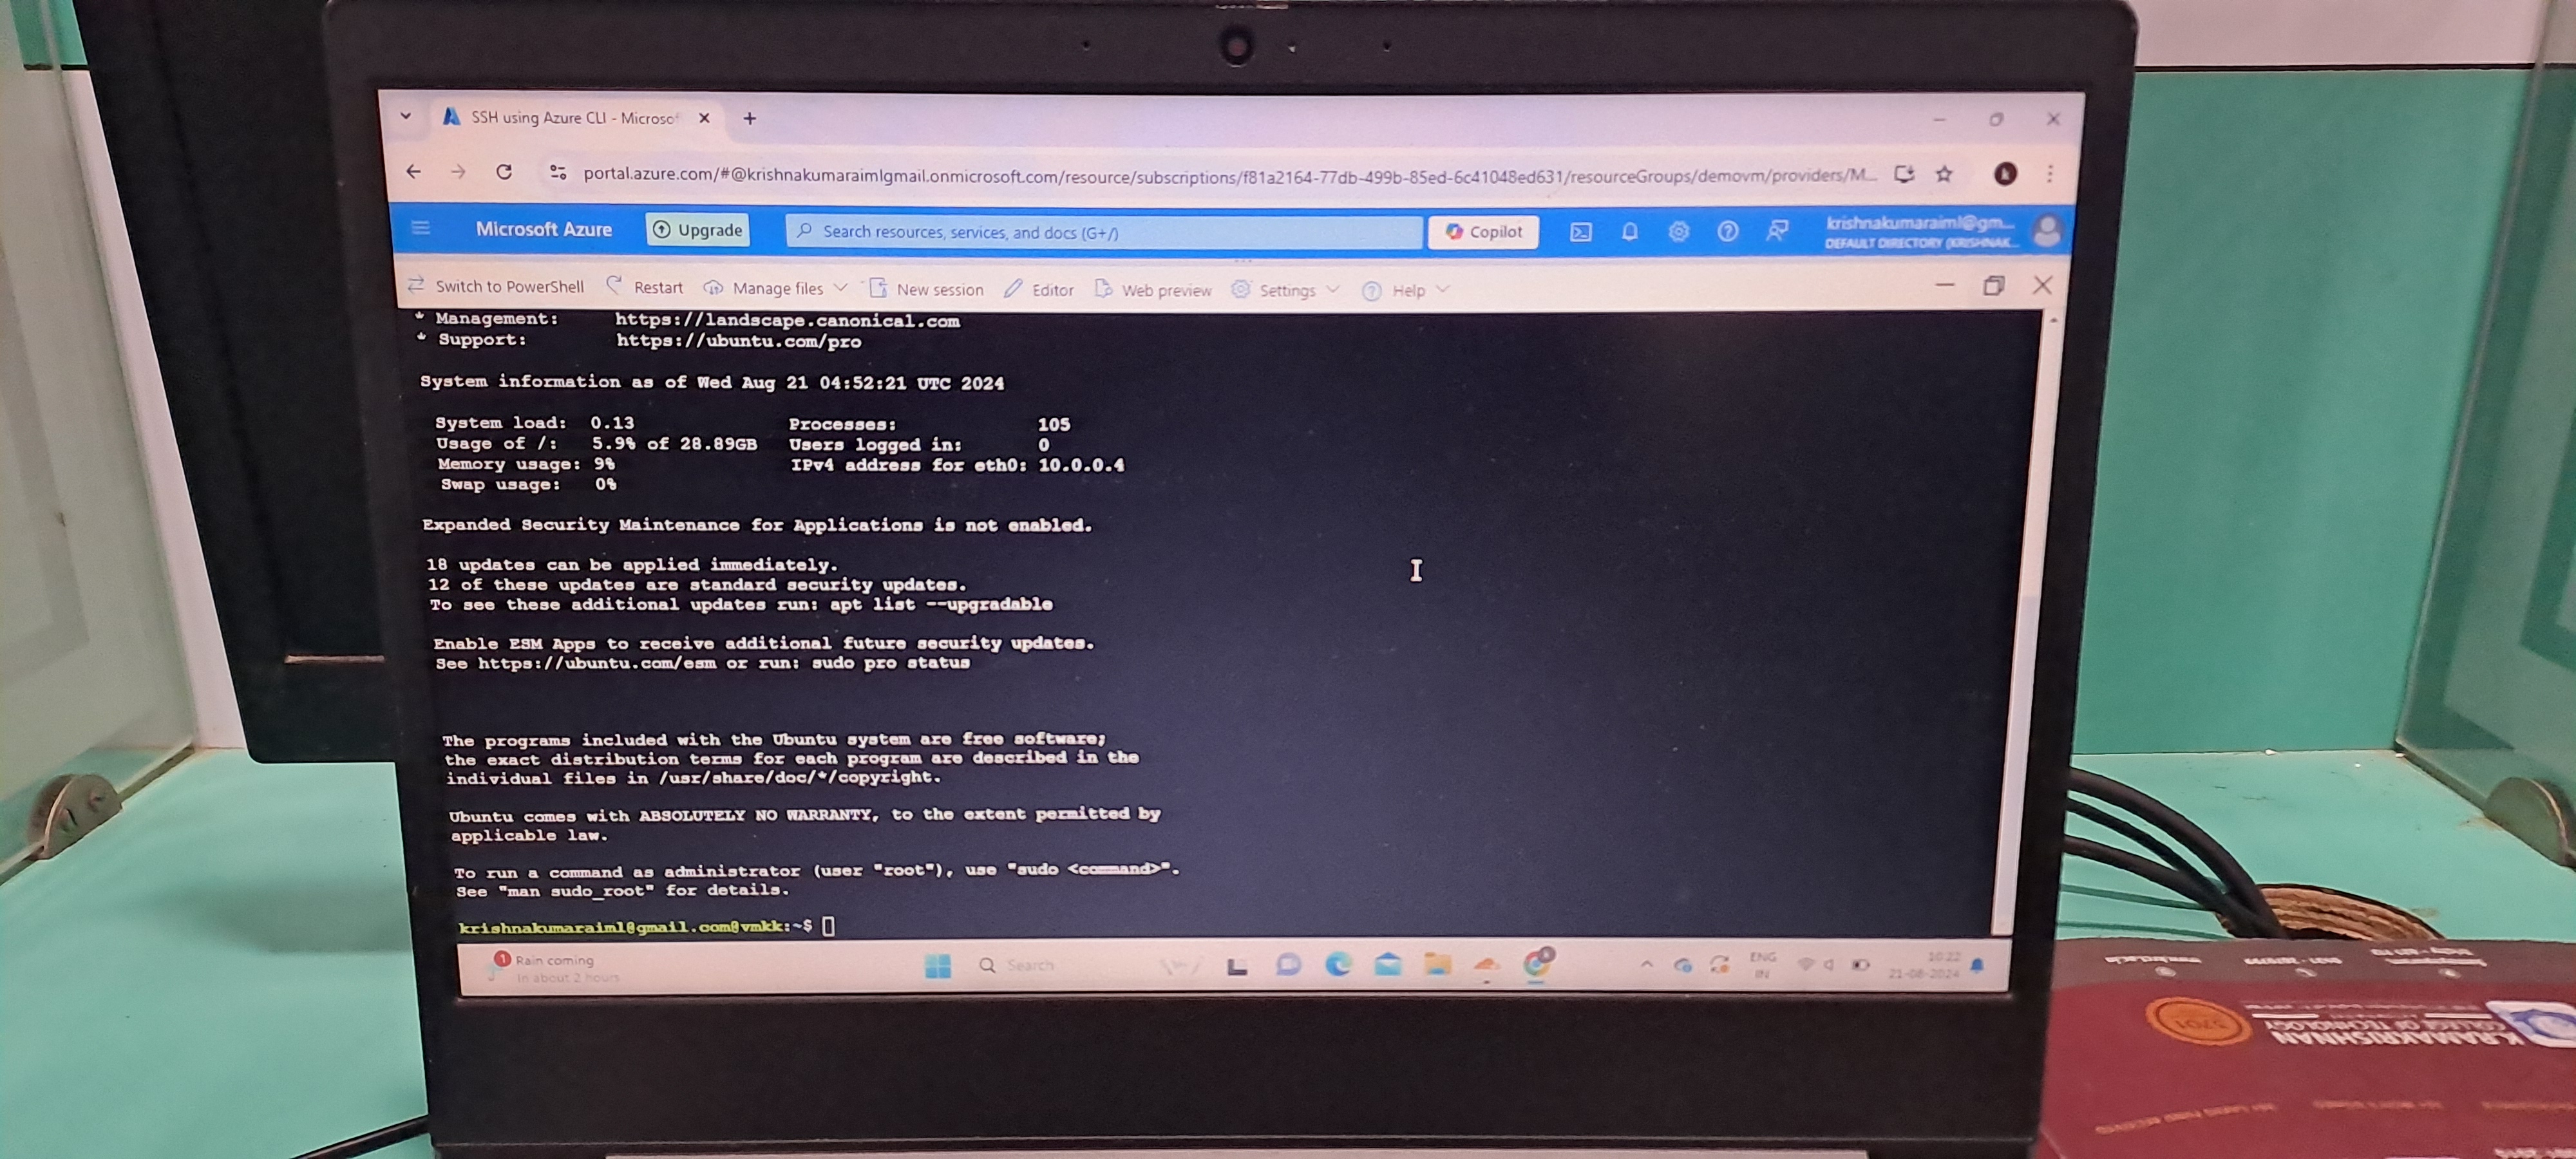 SSH using Azure CLI - Microsof
portal.azure.com/#@krishnakumaraimlgmail.onmicrosoft.com/resource/subscriptions/f81a2164-77db-499b-85ed-6c41048ed631/resourceGroups/demovm/providers/M...
Microsoft Azure Upgrade Search resources, services, and docs (G+/) Copilot krishnakumaraiml@gm...
DEFAULT DIRECTORY (KRISHNAK...
Switch to PowerShell Restart Manage files New session Editor Web preview Settings Help
* Management: https://landscape.canonical.com
* Support: https://ubuntu.com/pro
System information as of Wed Aug 21 04:52:21 UTC 2024
System load: 0.13 Processes: 105
Usage of /: 5.9% of 28.89GB Users logged in: 0
Memory usage: 9% IPv4 address for eth0: 10.0.0.4
Swap usage: 0%
Expanded Security Maintenance for Applications is not enabled.
18 updates can be applied immediately.
12 of these updates are standard security updates.
To see these additional updates run: apt list --upgradable
Enable ESM Apps to receive additional future security updates.
See https://ubuntu.com/esm or run: sudo pro status
The programs included with the Ubuntu system are free software;
the exact distribution terms for each program are described in the
individual files in /usr/share/doc/*/copyright.
Ubuntu comes with ABSOLUTELY NO WARRANTY, to the extent permitted by
applicable law.
To run a command as administrator (user "root"), use "sudo <command>".
See "man sudo_root" for details.
krishnakumaraiml@gmail.com@vmkk:~$
1 Rain coming
In about 2 hours
Search
ENG
IN
10:22
21-08-2024
K.RAMAKRISHNAN
COLLEGE OF TECHNOLOGY